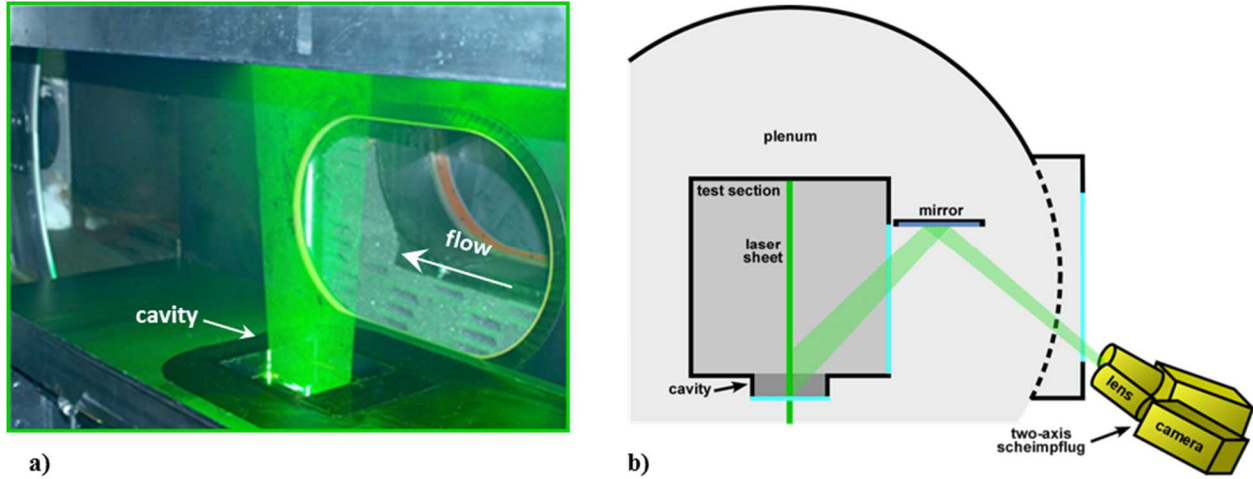 flow
cavity
a)
plenum
test section
mirror
laser
sheet
cavity
lens
camera
two-axis
scheimpflug
b)